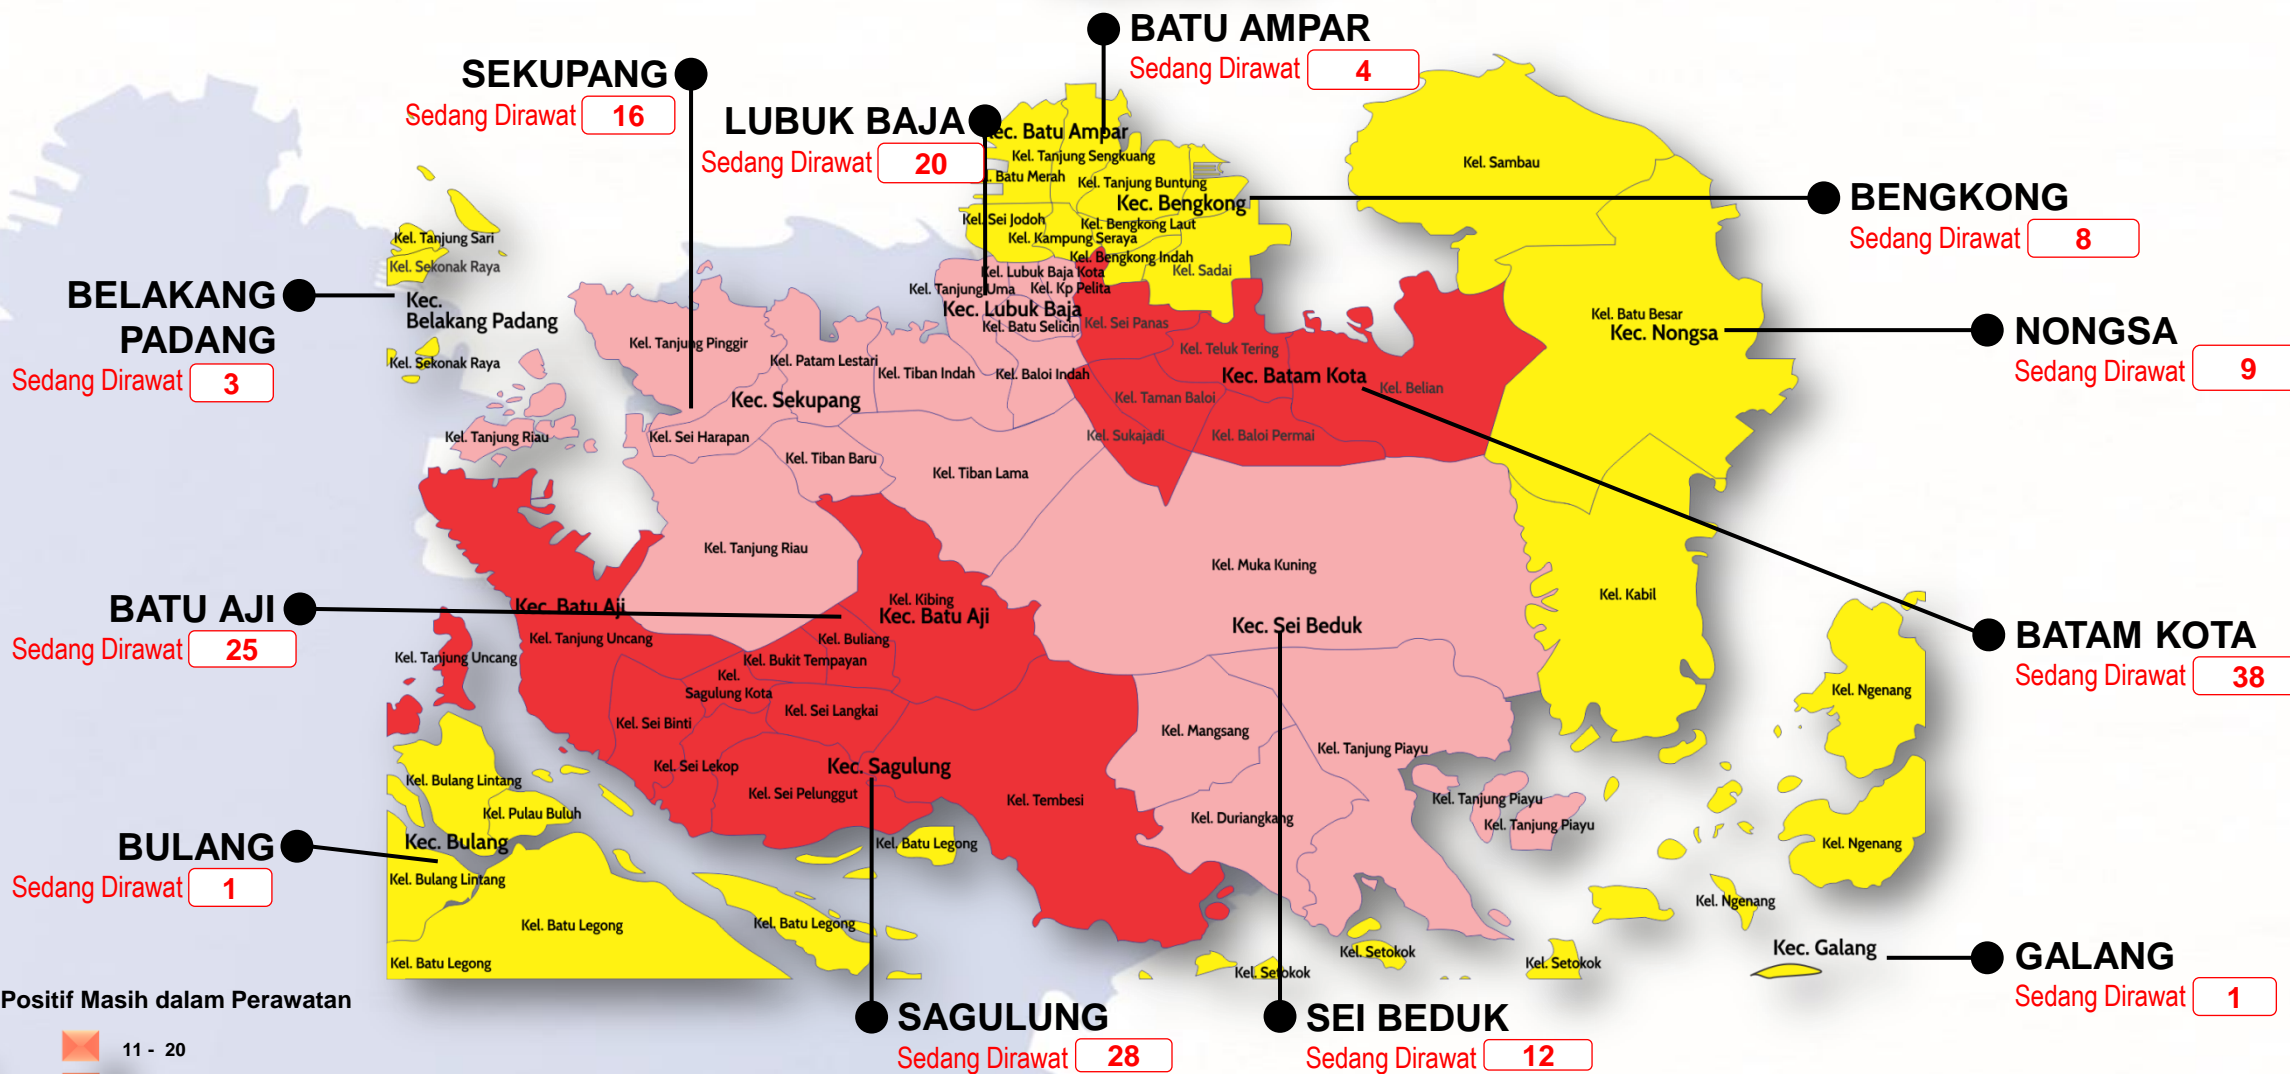 BATU AMPAR
Sedang Dirawat 4
SEKUPANG
Sedang Dirawat 16
LUBUK BAJA
Sedang Dirawat 20
BENGKONG
Sedang Dirawat 8
BELAKANG
PADANG
Sedang Dirawat 3
NONGSA
Sedang Dirawat 9
BATU AJI
Sedang Dirawat 25
BATAM KOTA
Sedang Dirawat 38
BULANG
Sedang Dirawat 1
GALANG
Sedang Dirawat 1
SAGULUNG
Sedang Dirawat 28
SEI BEDUK
Sedang Dirawat 12
Kec. Batu Ampar
Kel. Tanjung Sengkuang
Batu Merah
Kel. Tanjung Buntung
Kec. Bengkong
Kel. Sei Jodoh
Kel. Bengkong Laut
Kel. Kampung Seraya
Kel. Bengkong Indah
Kel. Sadai
Kel. Sambau
Kel. Tanjung Sari
Kel. Sekonak Raya
Kec.
Belakang Padang
Kel. Sekonak Raya
Kel. Lubuk Baja Kota
Kel. Tanjung Uma
Kel. Kp Pelita
Kec. Lubuk Baja
Kel. Batu Selicin
Kel. Sei Panas
Kel. Batu Besar
Kec. Nongsa
Kel. Tanjung Pinggir
Kel. Patam Lestari
Kel. Tiban Indah
Kel. Baloi Indah
Kel. Teluk Tering
Kec. Batam Kota
Kel. Belian
Kec. Sekupang
Kel. Taman Baloi
Kel. Tanjung Riau
Kel. Sei Harapan
Kel. Sukajadi
Kel. Baloi Permai
Kel. Tiban Baru
Kel. Tiban Lama
Kel. Tanjung Riau
Kel. Muka Kuning
Kel. Kabil
Kec. Batu Aji
Kel. Kibing
Kec. Batu Aji
Kec. Sei Beduk
Kel. Tanjung Uncang
Kel. Buliang
Kel. Tanjung Uncang
Kel. Bukit Tempayan
Kel.
Sagulung Kota
Kel. Ngenang
Kel. Sei Binti
Kel. Sei Langkai
Kel. Mangsang
Kel. Tanjung Piayu
Kel. Sei Lekop
Kec. Sagulung
Kel. Bulang Lintang
Kel. Sei Pelunggut
Kel. Tembesi
Kel. Tanjung Piayu
Kel. Pulau Buluh
Kel. Duriangkang
Kel. Tanjung Piayu
Kec. Bulang
Kel. Batu Legong
Kel. Ngenang
Kel. Bulang Lintang
Kel. Ngenang
Kel. Batu Legong
Kel. Batu Legong
Kec. Galang
Kel. Setokok
Kel. Batu Legong
Kel. Setokok
Kel. Setokok
Positif Masih dalam Perawatan
11 - 20